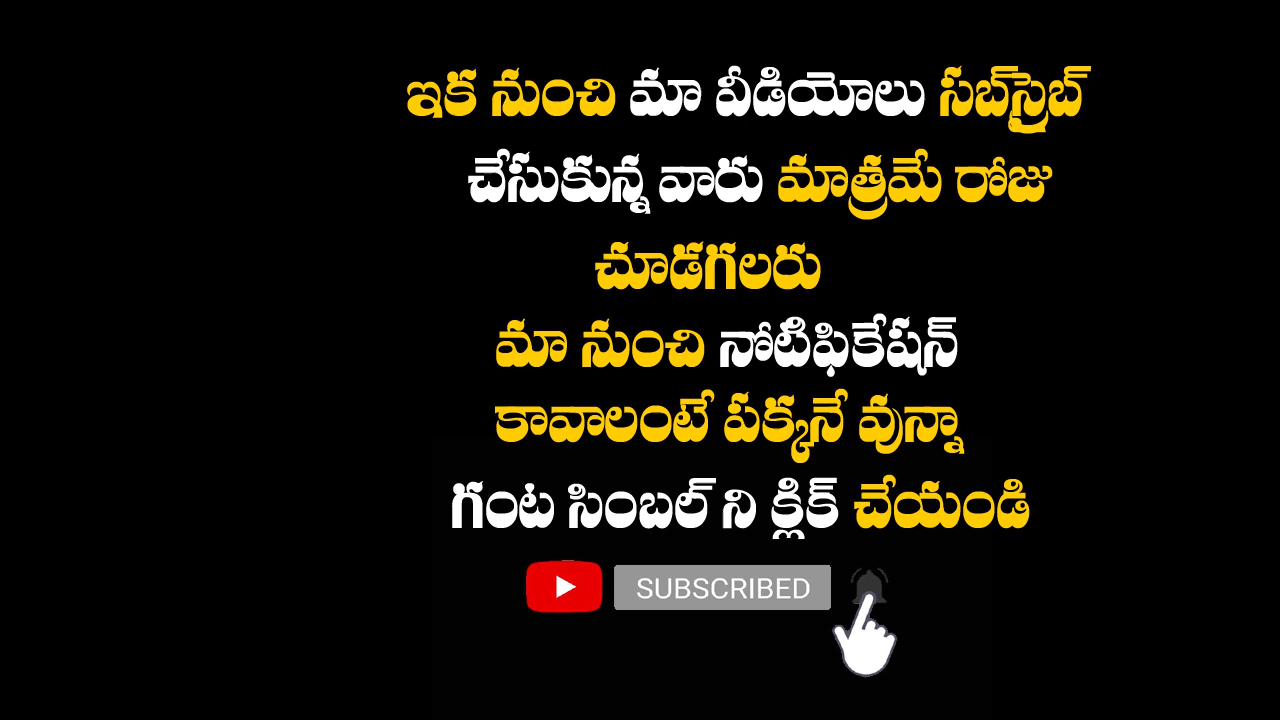 ఇక నుంచి మా వీడియోలు సబ్‌స్రైబ్
చేసుకున్న వారు మాత్రమే రోజు
చూడగలరు
మా నుంచి నోటిఫికేషన్
కావాలంటే పక్కనే వున్నా
గంట సింబల్ ని క్లిక్ చేయండి
SUBSCRIBED